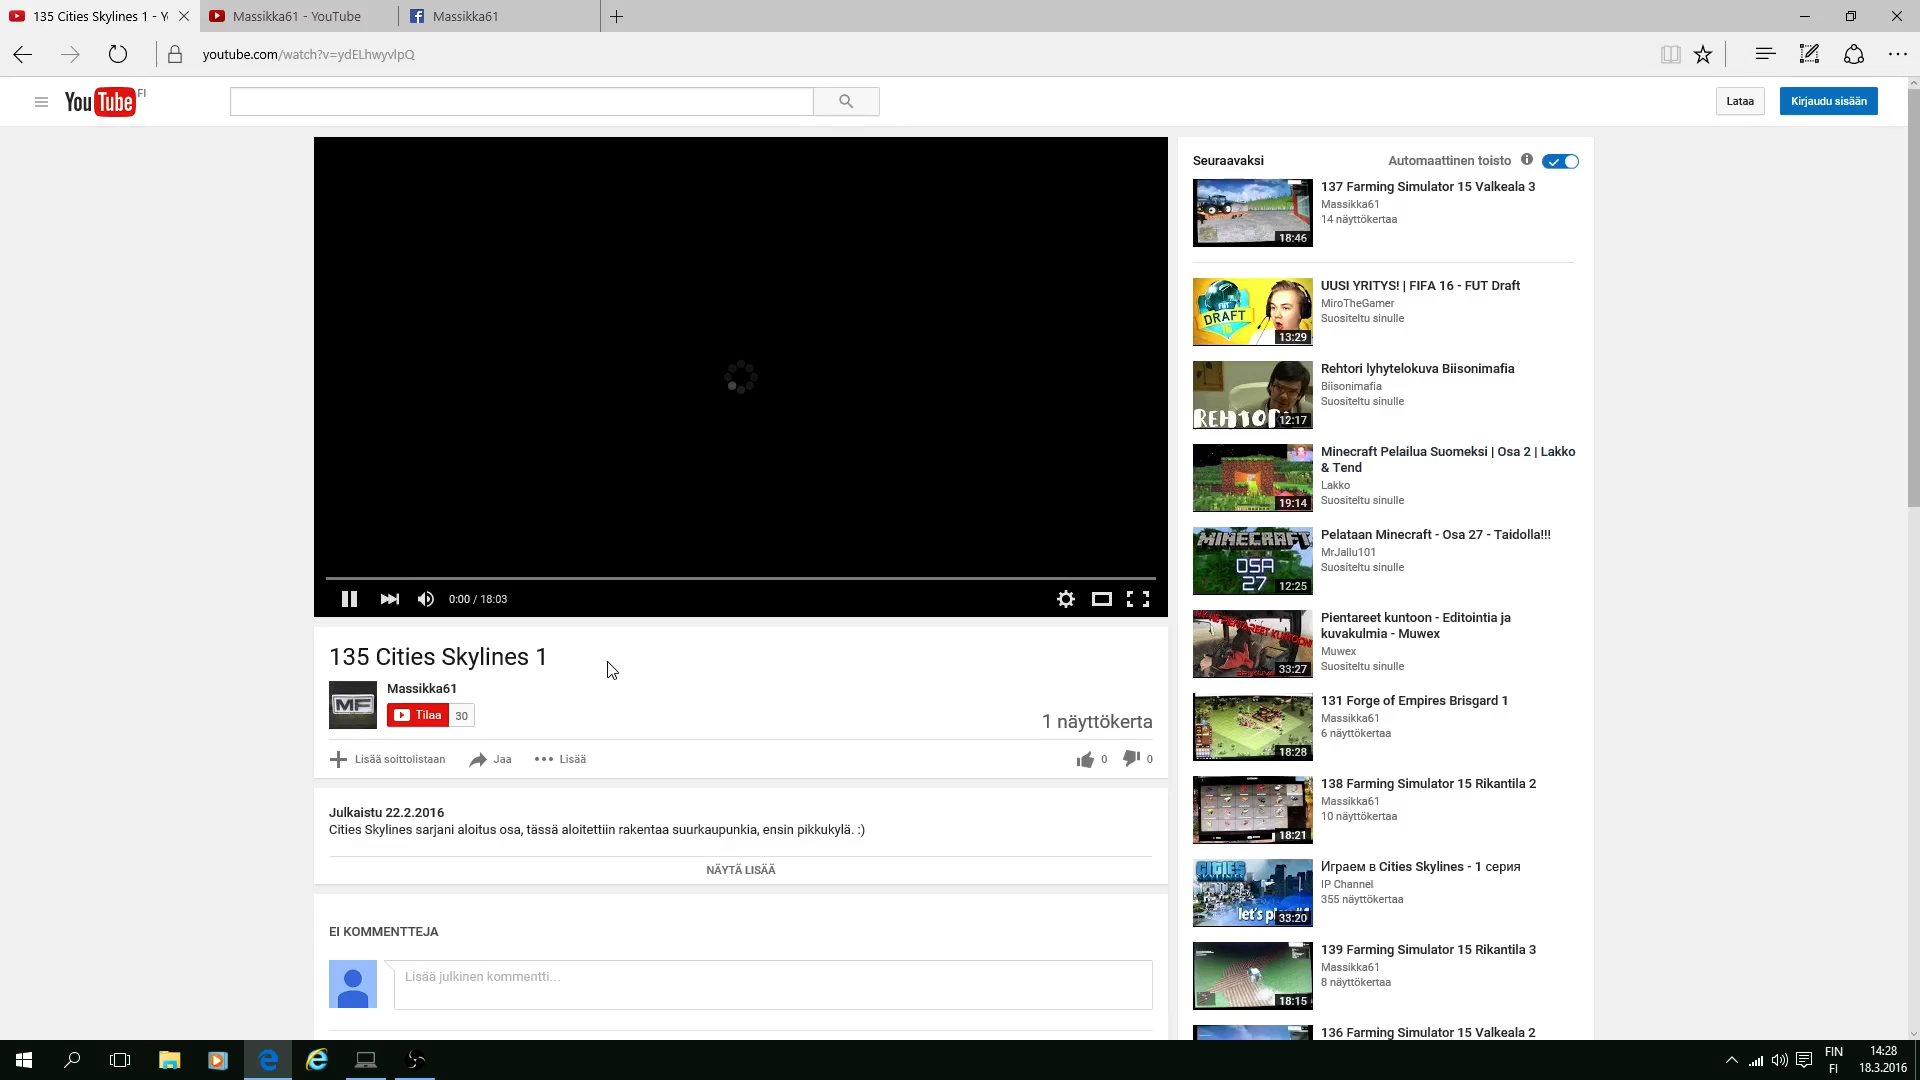 135 Cities Skylines 1 - Y
Massikka61 - YouTube
Massikka61
youtube.com/watch?v=ydELhwyvlpQ
YouTube FI
Lataa
Kirjaudu sisään
0:00 / 18:03
135 Cities Skylines 1
MF
Massikka61
Tilaa 30
1 näyttökerta
Lisää soittolistaan
Jaa
Lisää
0
0
Julkaistu 22.2.2016
Cities Skylines sarjani aloitus osa, tässä aloitettiin rakentaa suurkaupunkia, ensin pikkukylä. :)
NÄYTÄ LISÄÄ
EI KOMMENTTEJA
Lisää julkinen kommentti...
Seuraavaksi
Automaattinen toisto
18:46
137 Farming Simulator 15 Valkeala 3
Massikka61
14 näyttökertaa
DRAFT
13:29
UUSI YRITYS! | FIFA 16 - FUT Draft
MiroTheGamer
Suositeltu sinulle
REHTORI
12:17
Rehtori lyhytelokuva Biisonimafia
Biisonimafia
Suositeltu sinulle
19:14
Minecraft Pelailua Suomeksi | Osa 2 | Lakko
& Tend
Lakko
Suositeltu sinulle
MINECRAFT
OSA
27
12:25
Pelataan Minecraft - Osa 27 - Taidolla!!!
MrJallu101
Suositeltu sinulle
33:27
Pientareet kuntoon - Editointia ja
kuvakulmia - Muwex
Muwex
Suositeltu sinulle
18:28
131 Forge of Empires Brisgard 1
Massikka61
6 näyttökertaa
18:21
138 Farming Simulator 15 Rikantila 2
Massikka61
10 näyttökertaa
CITIES
let's pl
33:20
Играем в Cities Skylines - 1 серия
IP Channel
355 näyttökertaa
18:15
139 Farming Simulator 15 Rikantila 3
Massikka61
8 näyttökertaa
136 Farming Simulator 15 Valkeala 2
FIN
FI
14:28
18.3.2016